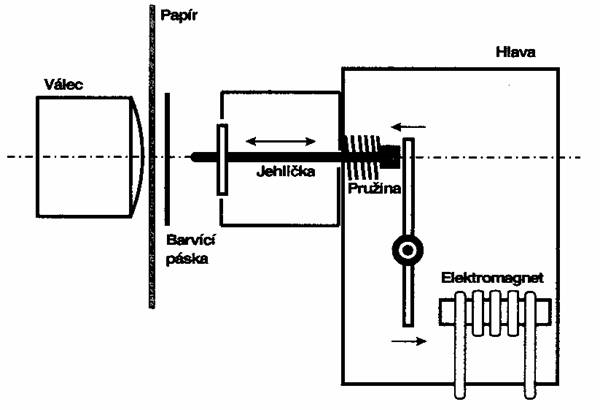 Papír
Hlava
Válec
Jehlička
Pružina
Barvící
páska
Elektromagnet